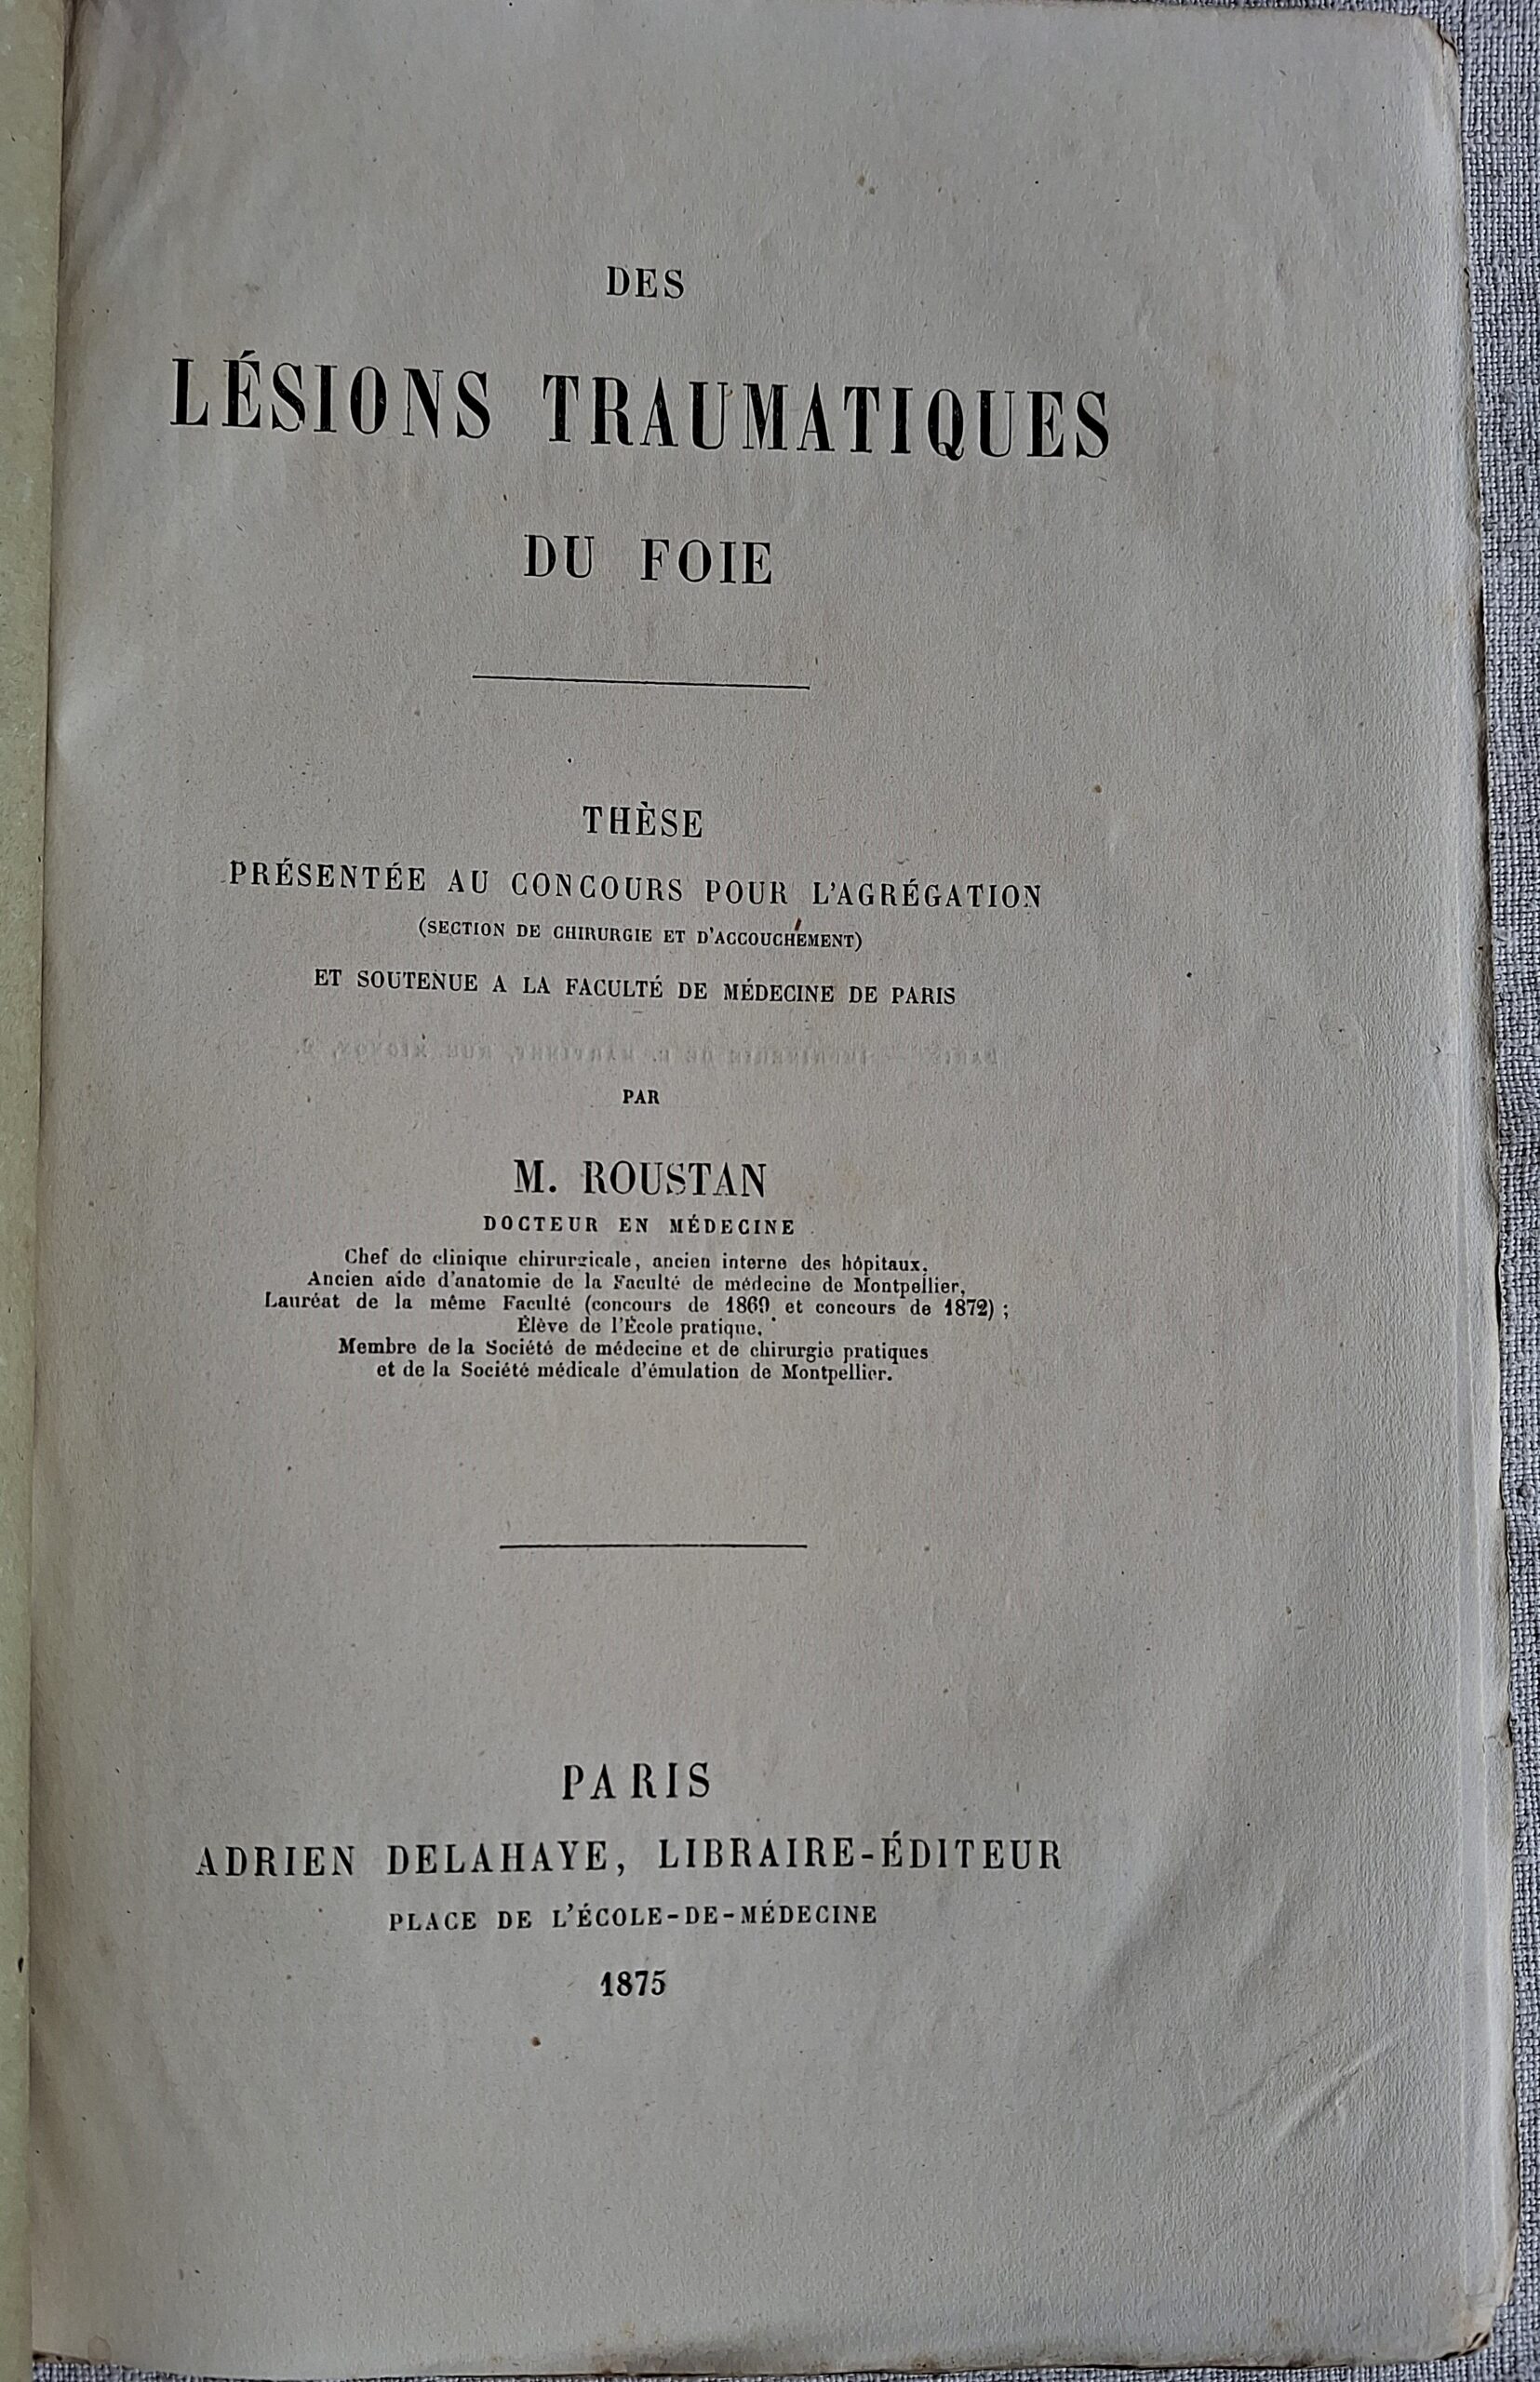 DES
LÉSIONS TRAUMATIQUES
DU FOIE
THÈSE
PRÉSENTÉE AU CONCOURS POUR L'AGRÉGATION
(SECTION DE CHIRURGIE ET D'ACCOUCHEMENT)
ET SOUTENUE A LA FACULTÉ DE MÉDECINE DE PARIS
PAR
M. ROUSTAN
DOCTEUR EN MÉDECINE
Chef de clinique chirurgicale, ancien interne des hôpitaux,
Ancien aide d'anatomie de la Faculté de médecine de Montpellier,
Lauréat de la même Faculté (concours de 1869 et concours de 1872) ;
Élève de l'École pratique,
Membre de la Société de médecine et de chirurgie pratiques
et de la Société médicale d'émulation de Montpellier.
PARIS
ADRIEN DELAHAYE, LIBRAIRE-ÉDITEUR
PLACE DE L'ÉCOLE-DE-MÉDECINE
1875